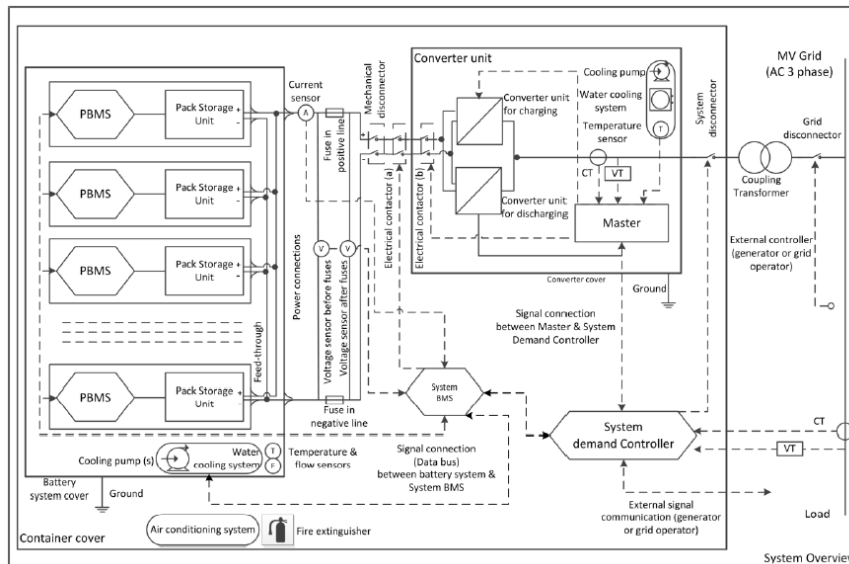 Converter unit
MV Grid
(AC 3 phase)
Cooling pump
Water cooling
system
Temperature
sensor
T
System
disconnector
Grid
disconnector
Current
sensor
A
Mechanical
disconnector
PBMS
Pack Storage
Unit
+
-
PBMS
Pack Storage
Unit
+
-
PBMS
Pack Storage
Unit
+
-
PBMS
Pack Storage
Unit
+
-
Feed-through
Power connections
Fuse in
positive line
+
-
Converter unit
for charging
Converter unit
for discharging
CT
VT
Master
Coupling
Transformer
Electrical contactor (a)
Electrical contactor (b)
V
V
Voltage sensor before fuses
Voltage sensor after fuses
Converter cover
Ground
External controller
(generator or grid
operator)
Signal connection
between Master & System
Demand Controller
System
BMS
Fuse in
negative line
System
demand Controller
CT
VT
Cooling pump (s)
Water
cooling system
T
F
Temperature &
flow sensors
Signal connection
(Data bus)
between battery system &
System BMS
Battery
system cover
Ground
External signal
communication (generator
or grid operator)
Load
Air conditioning system
Fire extinguisher
Container cover
System Overview